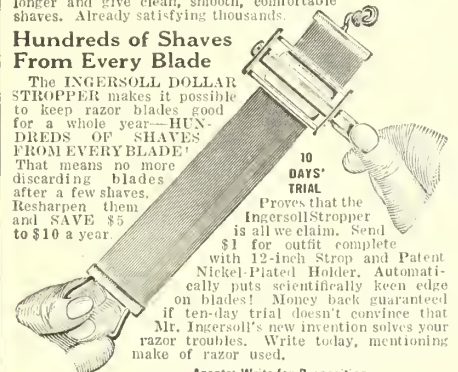 longer and give clean, smooth, comfortable
shaves. Already satisfying thousands.
Hundreds of Shaves
From Every Blade
The INGERSOLL DOLLAR
STROPPER makes it possible
to keep razor blades good
for a whole year—HUN-
DREDS OF SHAVES
FROM EVERY BLADE!
That means no more
discarding blades
after a few shaves.
Resharpen them
and SAVE $5
to $10 a year.
10
DAYS'
TRIAL
Proves that the
Ingersoll Stropper
is all we claim. Send
$1 for outfit complete
with 12-inch Strop and Patent
Nickel-Plated Holder. Automati-
cally puts scientifically keen edge
on blades! Money back guaranteed
if ten-day trial doesn't convince that
Mr. Ingersoll's new invention solves your
razor troubles. Write today, mentioning
make of razor used.